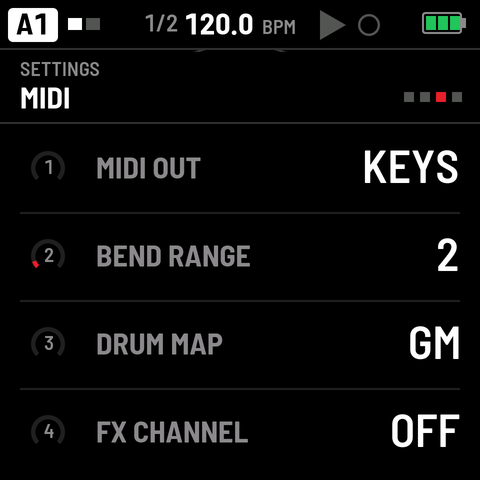 A1 1/2 120.0 BPM
SETTINGS
MIDI
1 MIDI OUT KEYS
2 BEND RANGE 2
3 DRUM MAP GM
4 FX CHANNEL OFF